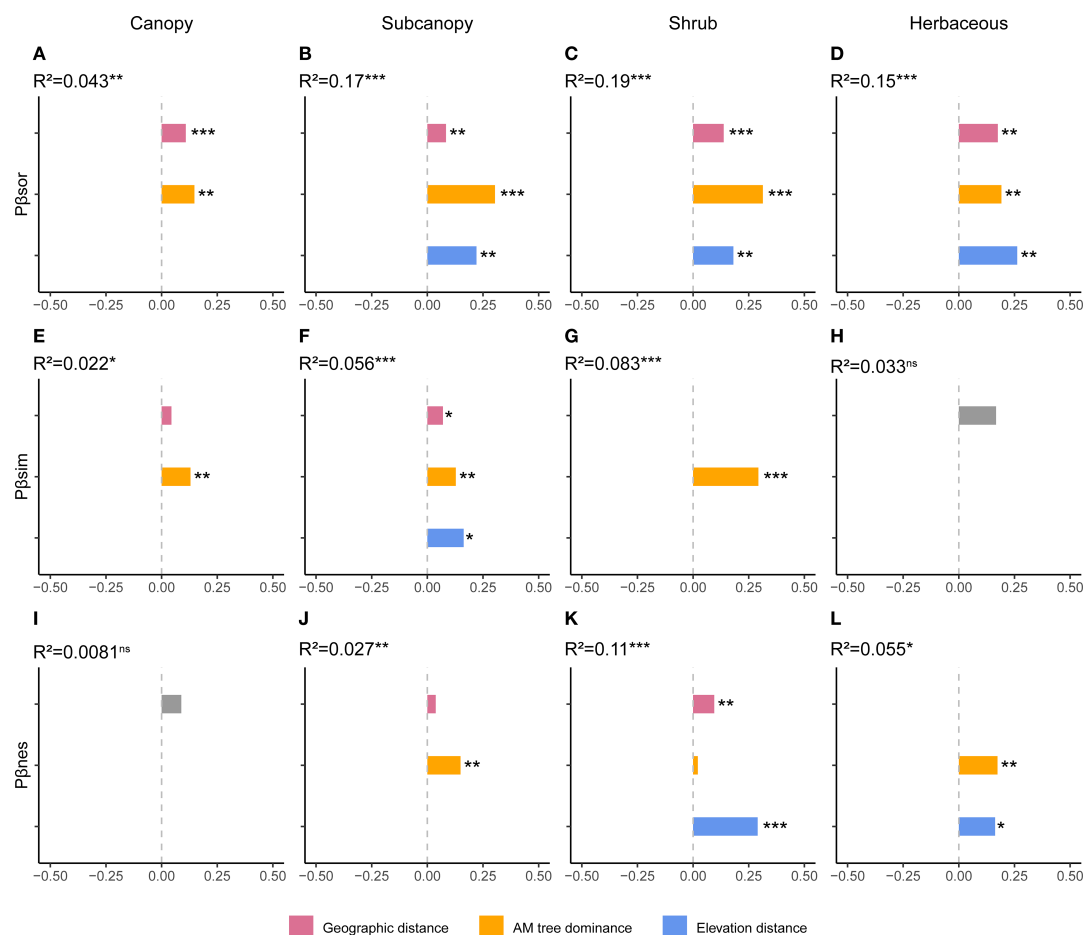 Canopy Subcanopy Shrub Herbaceous
A B C D
R²=0.043** R²=0.17*** R²=0.19*** R²=0.15***
Pβsor
*** ** *** **
** *** *** **
** ** **
−0.50 −0.25 0.00 0.25 0.50 −0.50 −0.25 0.00 0.25 0.50 −0.50 −0.25 0.00 0.25 0.50 −0.50 −0.25 0.00 0.25 0.50
E F G H
R²=0.022* R²=0.056*** R²=0.083*** R²=0.033ns
Pβsim
*
** ** ***
*
−0.50 −0.25 0.00 0.25 0.50 −0.50 −0.25 0.00 0.25 0.50 −0.50 −0.25 0.00 0.25 0.50 −0.50 −0.25 0.00 0.25 0.50
I J K L
R²=0.0081ns R²=0.027** R²=0.11*** R²=0.055*
Pβnes
**
** **
*** *
−0.50 −0.25 0.00 0.25 0.50 −0.50 −0.25 0.00 0.25 0.50 −0.50 −0.25 0.00 0.25 0.50 −0.50 −0.25 0.00 0.25 0.50
Geographic distance AM tree dominance Elevation distance